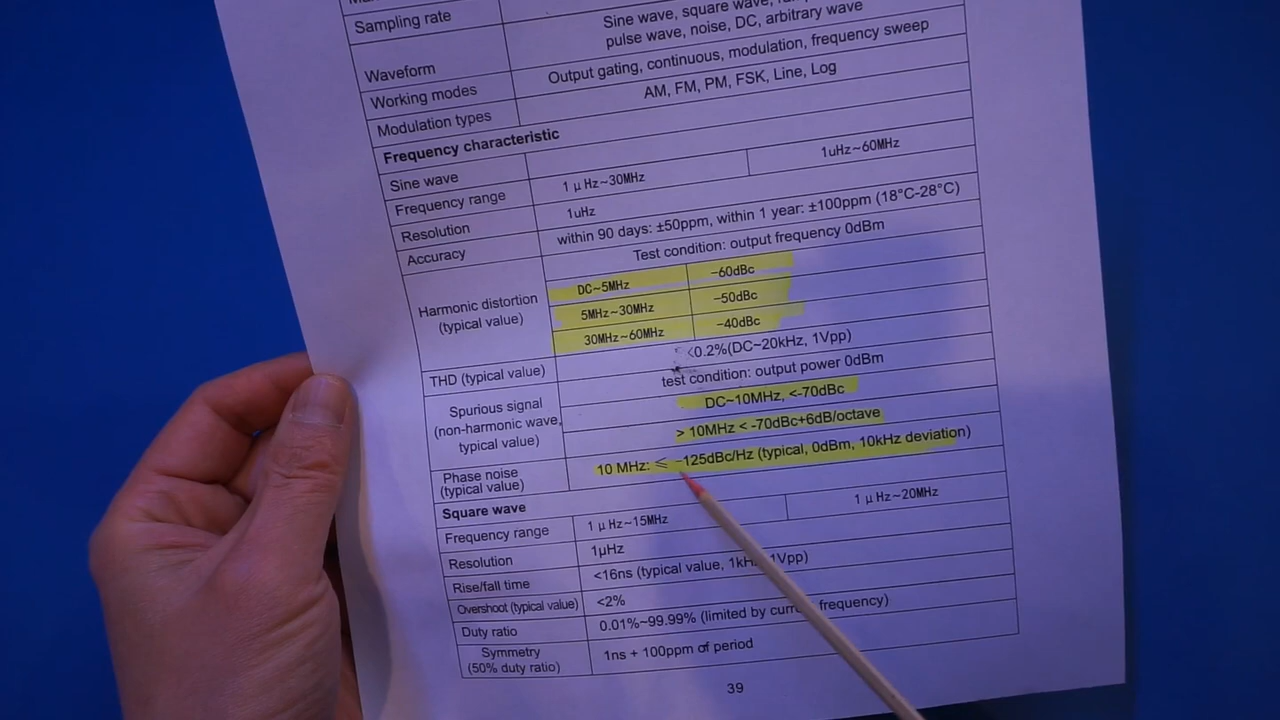 Sampling rate
Sine wave, square wave,
pulse wave, noise, DC, arbitrary wave
Waveform
Working modes Output gating, continuous, modulation, frequency sweep
Modulation types AM, FM, PM, FSK, Line, Log
Frequency characteristic
Sine wave
Frequency range 1 μHz~30MHz 1uHz~60MHz
Resolution 1uHz
Accuracy within 90 days: ±50ppm, within 1 year: ±100ppm (18°C-28°C)
Harmonic distortion
(typical value)
Test condition: output frequency 0dBm
DC~5MHz -60dBc
5MHz~30MHz -50dBc
30MHz~60MHz -40dBc
THD (typical value) <0.2%(DC~20kHz, 1Vpp)
Spurious signal
(non-harmonic wave,
typical value)
test condition: output power 0dBm
DC~10MHz, <-70dBc
> 10MHz < -70dBc+6dB/octave
Phase noise
(typical value)
10 MHz: ≤ -125dBc/Hz (typical, 0dBm, 10kHz deviation)
Square wave
Frequency range 1 μHz~15MHz 1 μHz~20MHz
Resolution 1μHz
Rise/fall time <16ns (typical value, 1kHz, 1Vpp)
Overshoot (typical value) <2%
Duty ratio 0.01%~99.99% (limited by current frequency)
Symmetry
(50% duty ratio)
1ns + 100ppm of period
39